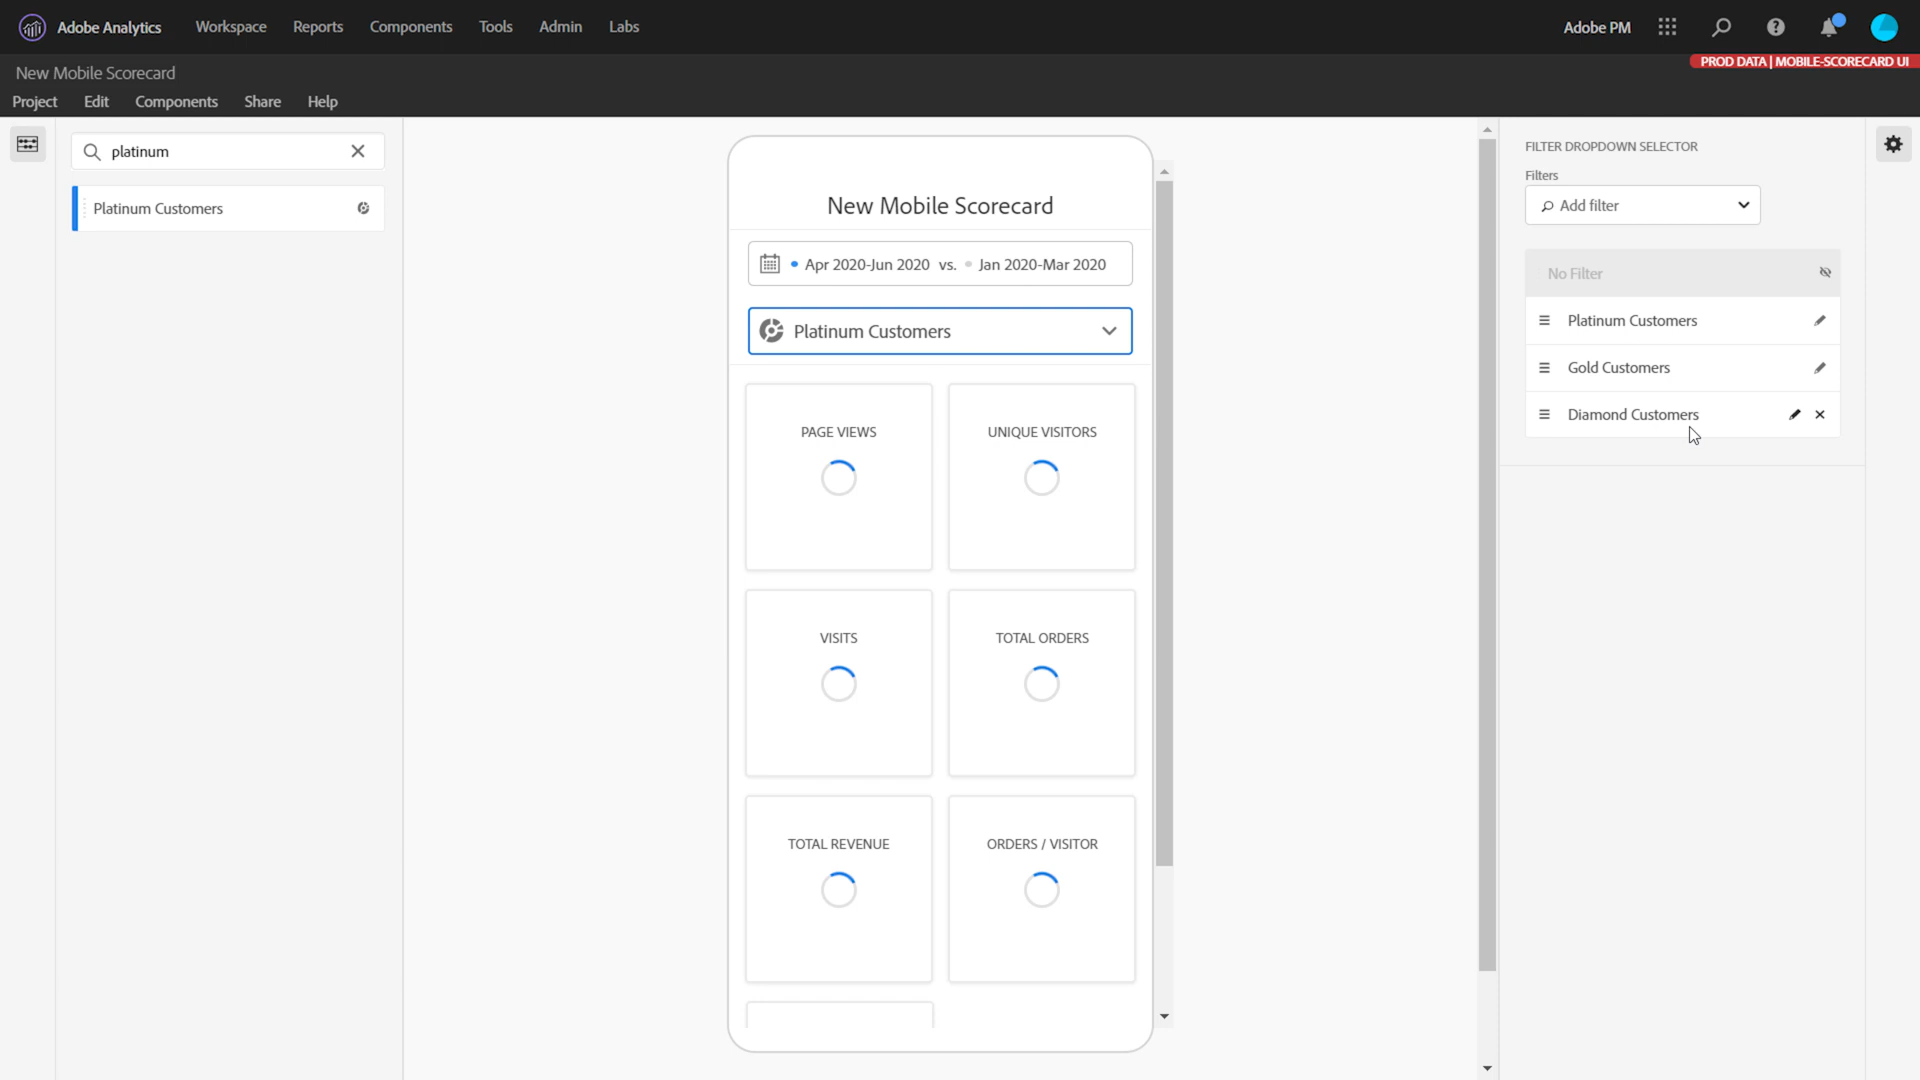 Adobe Analytics Workspace Reports Components Tools Admin Labs Adobe PM
PROD DATA | MOBILE-SCORECARD UI
New Mobile Scorecard
Project Edit Components Share Help
platinum
Platinum Customers
New Mobile Scorecard
Apr 2020-Jun 2020 vs. Jan 2020-Mar 2020
Platinum Customers
PAGE VIEWS
UNIQUE VISITORS
VISITS
TOTAL ORDERS
TOTAL REVENUE
ORDERS / VISITOR
FILTER DROPDOWN SELECTOR
Filters
Add filter
No Filter
Platinum Customers
Gold Customers
Diamond Customers